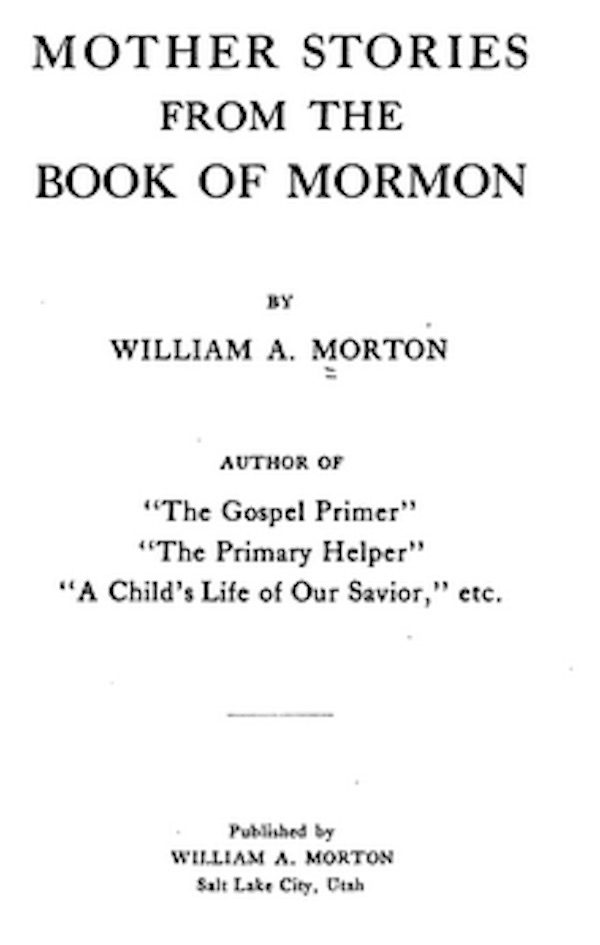 MOTHER STORIES
FROM THE
BOOK OF MORMON
BY
WILLIAM A. MORTON
AUTHOR OF
"The Gospel Primer"
"The Primary Helper"
"A Child's Life of Our Savior," etc.
Published by
WILLIAM A. MORTON
Salt Lake City, Utah